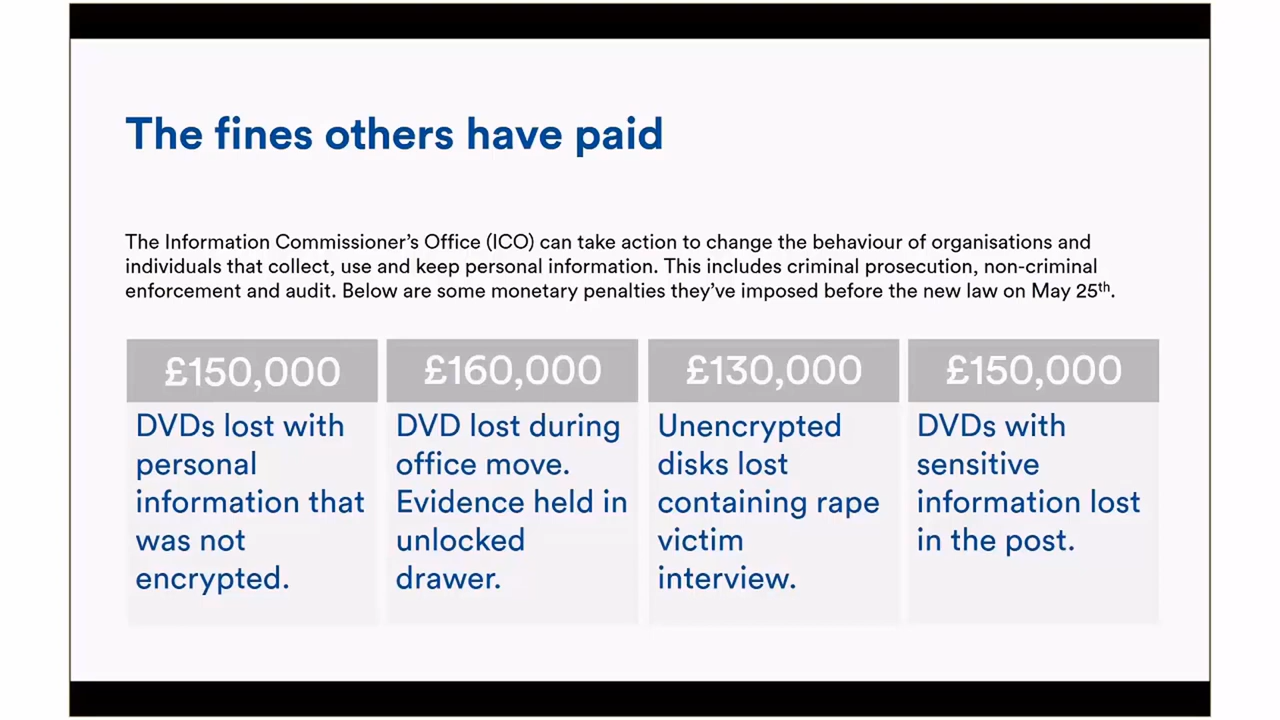 The fines others have paid
The Information Commissioner’s Office (ICO) can take action to change the behaviour of organisations and
individuals that collect, use and keep personal information. This includes criminal prosecution, non-criminal
enforcement and audit. Below are some monetary penalties they’ve imposed before the new law on May 25th.
£150,000
DVDs lost with
personal
information that
was not
encrypted.
£160,000
DVD lost during
office move.
Evidence held in
unlocked
drawer.
£130,000
Unencrypted
disks lost
containing rape
victim
interview.
£150,000
DVDs with
sensitive
information lost
in the post.